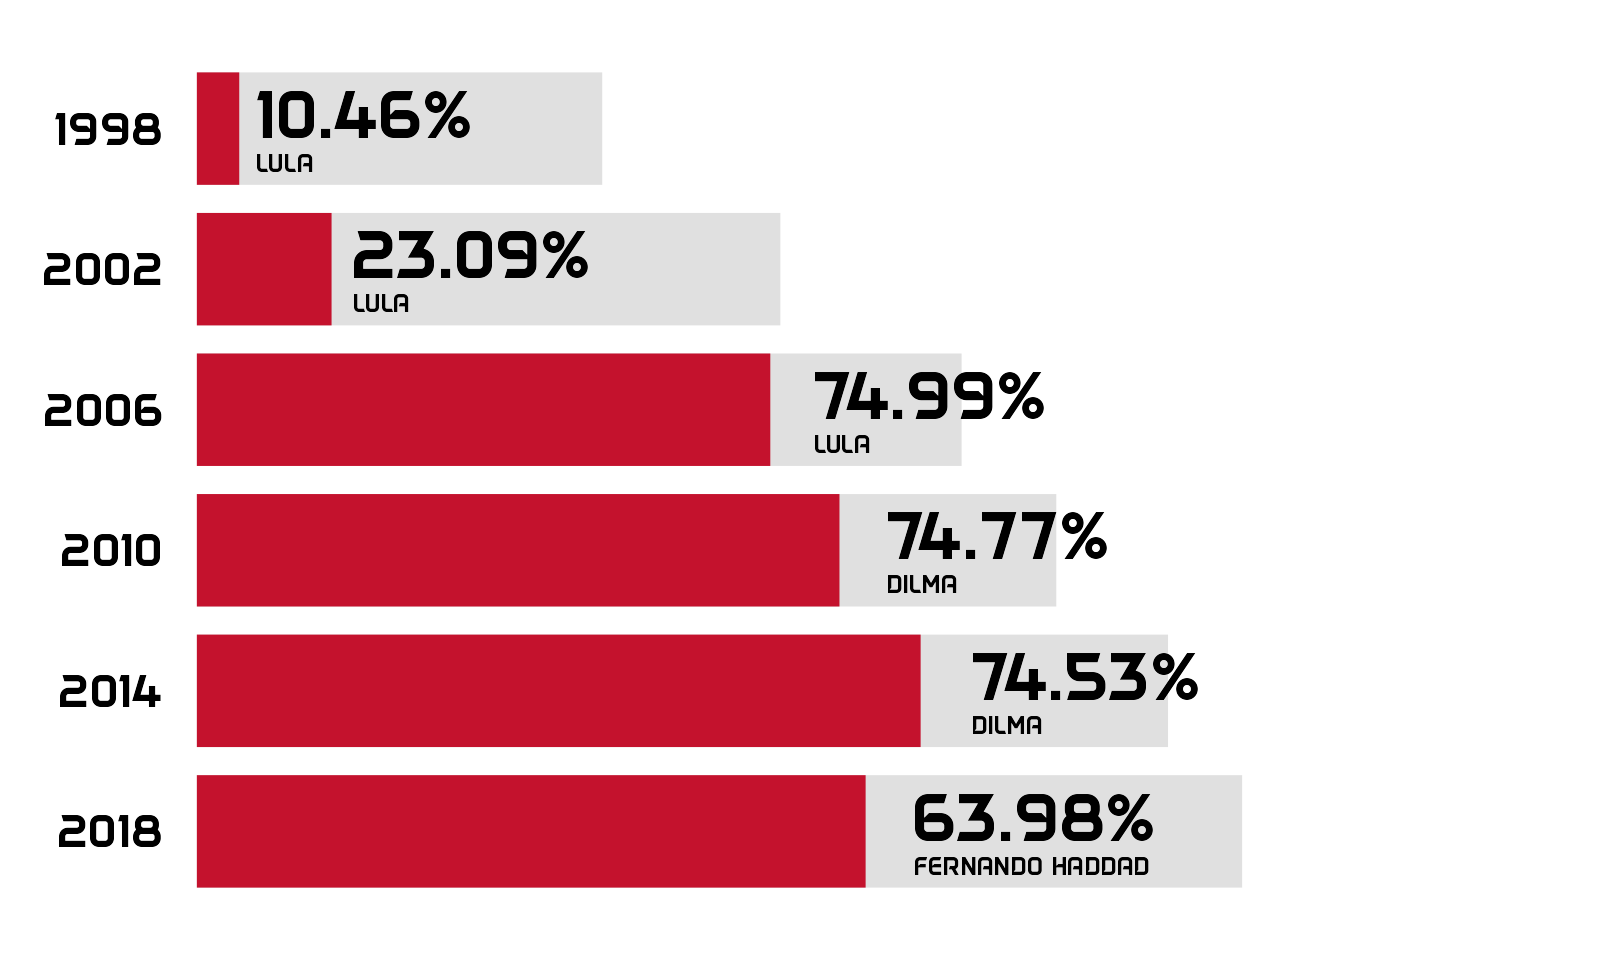 1998
10.46%
LULA
2002
23.09%
LULA
2006
74.99%
LULA
2010
74.77%
DILMA
2014
74.53%
DILMA
2018
63.98%
FERNANDO HADDAD